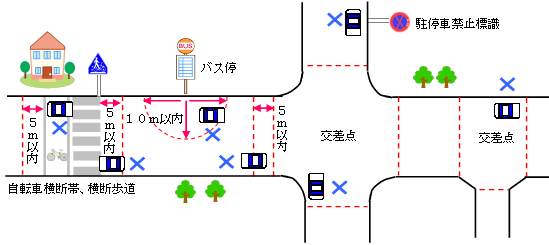 駐停車禁止標識
BUS
バス停
5m以内
5m以内
10m以内
5m以内
交差点
交差点
自転車横断帯、横断歩道